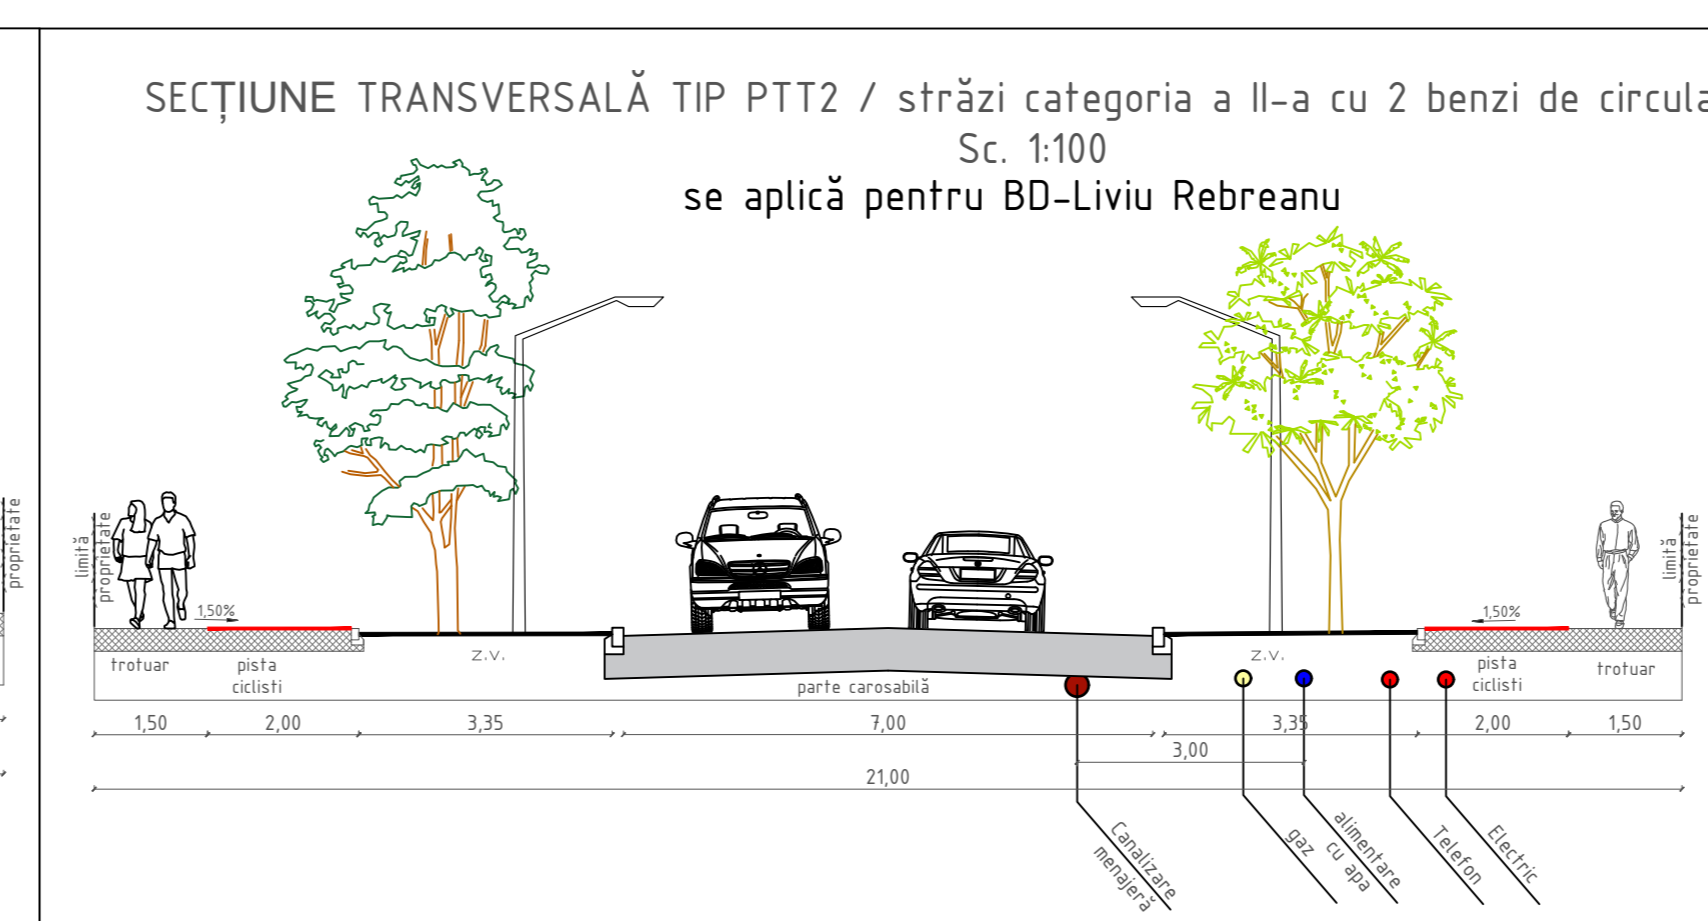 SECȚIUNE TRANSVERSALĂ TIP PTT2 / străzi categoria a II-a cu 2 benzi de circula
Sc. 1:100
se aplică pentru BD-Liviu Rebreanu
proprietate
limită
proprietate
limită
proprietate
1,50%
1,50%
trotuar
pista
ciclisti
z.v.
parte carosabilă
z.v.
pista
ciclisti
trotuar
1,50 2,00 3,35 7,00 3,35 2,00 1,50
3,00
21,00
Canalizare
menajeră
gaz
alimentare
cu apa
Telefon
Electric